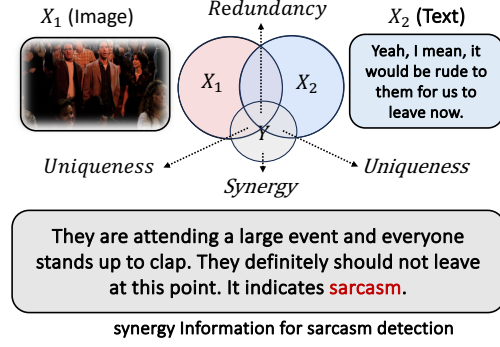 Redundancy
X₁ (Image)
X₂ (Text)
Yeah, I mean, it
would be rude to
them for us to
leave now.
X₁
X₂
Y
Uniqueness
Uniqueness
Synergy
They are attending a large event and everyone
stands up to clap. They definitely should not leave
at this point. It indicates sarcasm.
synergy Information for sarcasm detection